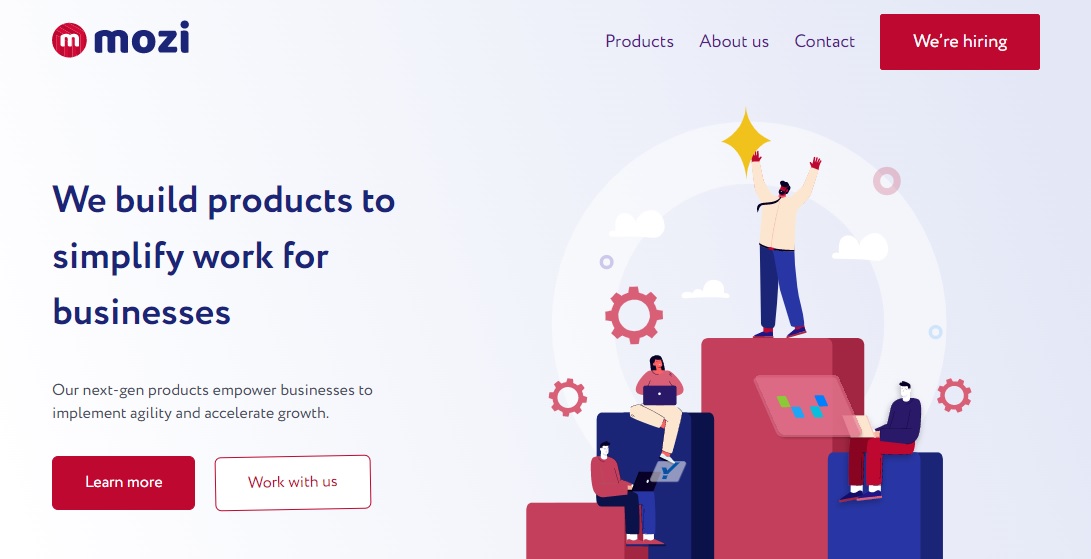 m mozi
Products About us Contact We're hiring
We build products to
simplify work for
businesses
Our next-gen products empower businesses to
implement agility and accelerate growth.
Learn more Work with us